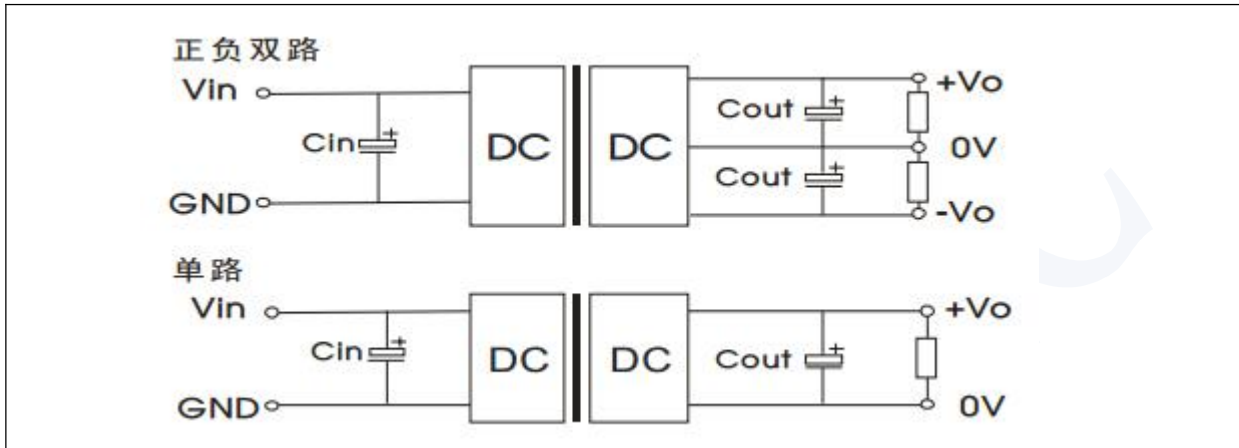 正负双路
Vin
+Vo
Cout
+
Cin
+
DC
DC
0V
Cout
+
GND
-Vo
单路
Vin
+Vo
Cin
+
DC
DC
Cout
+
GND
0V